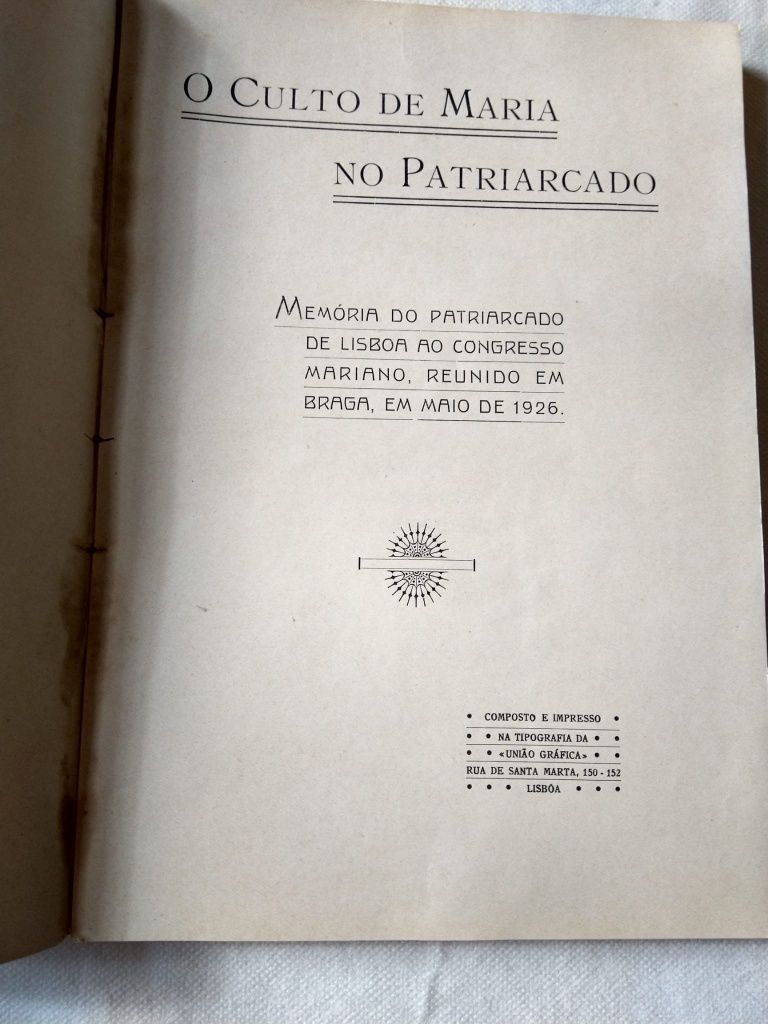 O CULTO DE MARIA
NO PATRIARCADO
MEMÓRIA DO PATRIARCADO
DE LISBOA AO CONGRESSO
MARIANO, REUNIDO EM
BRAGA, EM MAIO DE 1926.
• COMPOSTO E IMPRESSO •
• • NA TIPOGRAFIA DA • •
• • «UNIÃO GRÁFICA» • •
RUA DE SANTA MARTA, 150 - 152
• • • LISBÔA • • •